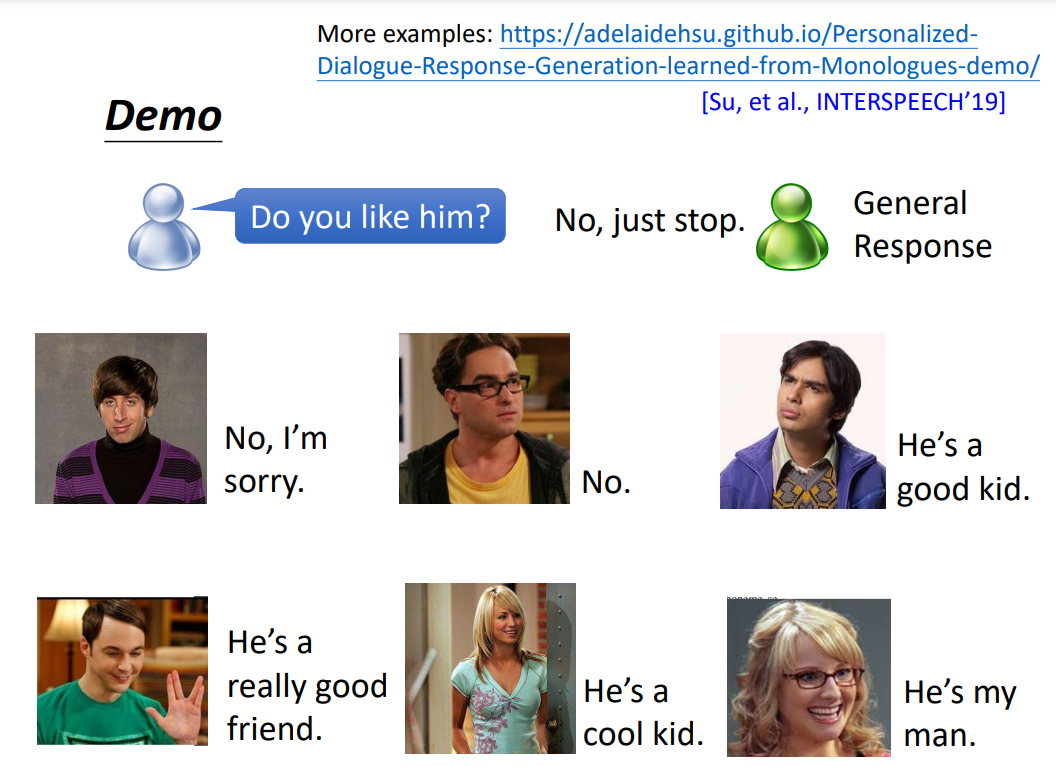 More examples: https://adelaidehsu.github.io/Personalized-
Dialogue-Response-Generation-learned-from-Monologues-demo/
[Su, et al., INTERSPEECH’19]
Demo
Do you like him?
No, just stop.
General
Response
No, I’m
sorry.
No.
He’s a
good kid.
He’s a
really good
friend.
He’s a
cool kid.
He’s my
man.